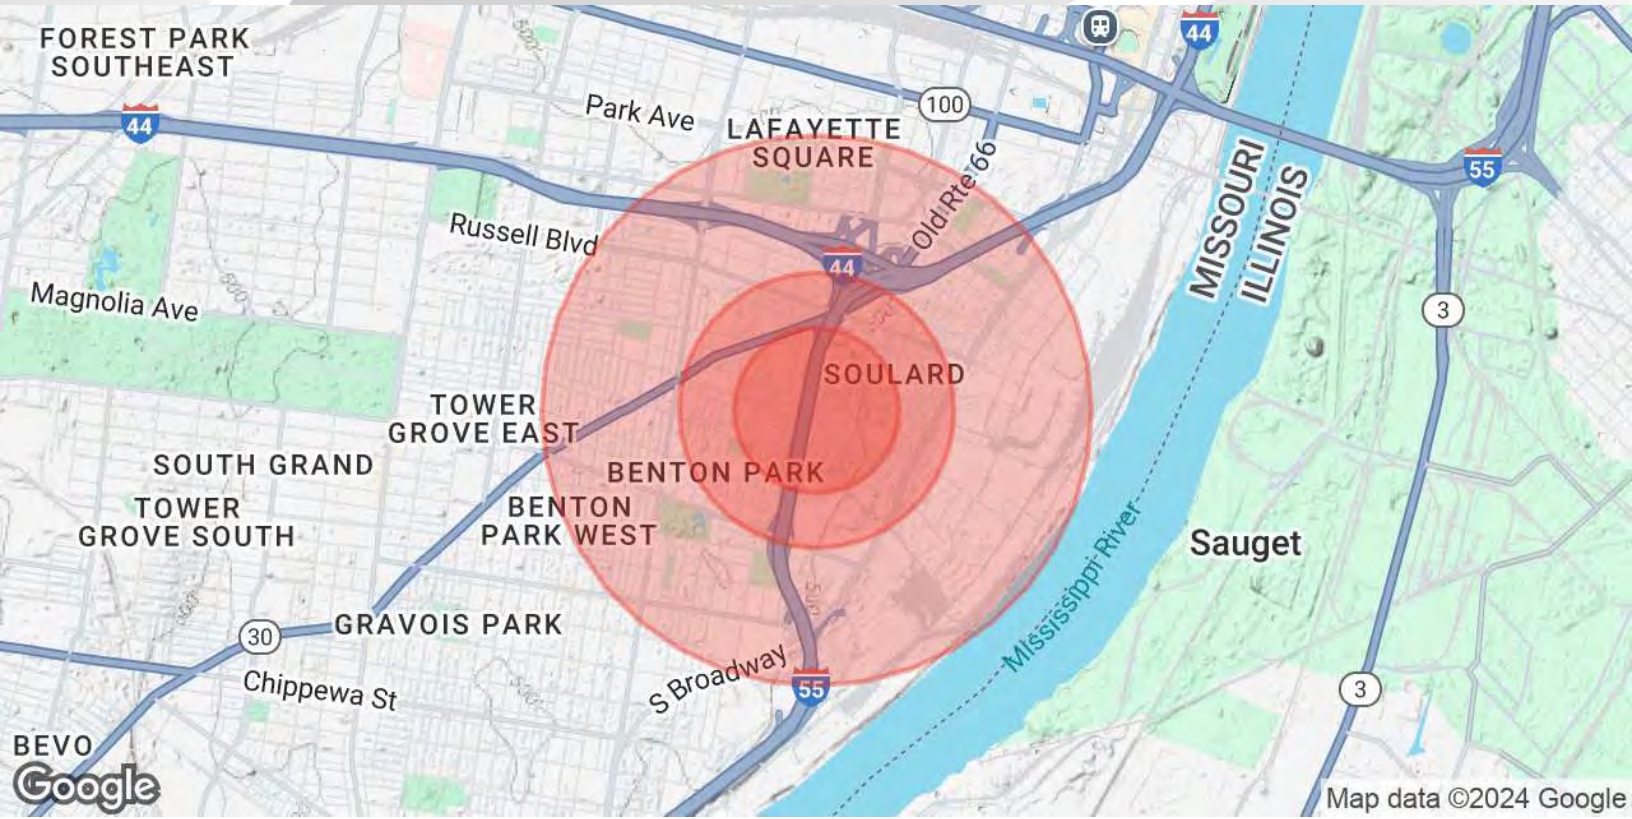 FOREST PARK
SOUTHEAST
44
44
Park Ave
100
LAFAYETTE
SQUARE
Old Rte 66
55
MISSOURI
ILLINOIS
Russell Blvd
44
Magnolia Ave
3
SOULARD
TOWER
GROVE EAST
SOUTH GRAND
BENTON PARK
TOWER
GROVE SOUTH
BENTON
PARK WEST
Sauget
Mississippi River
GRAVOIS PARK
30
S Broadway
55
3
Chippewa St
BEVO
Google
Map data ©2024 Google